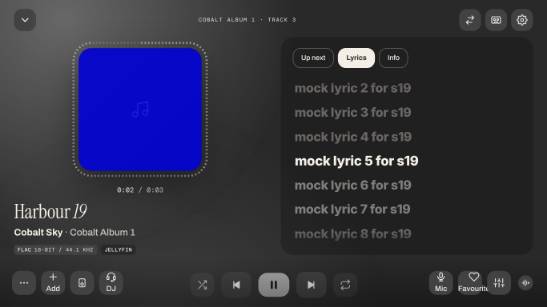 COBALT ALBUM 1 · TRACK 3
Up next
Lyrics
Info
mock lyric 2 for s19
mock lyric 3 for s19
mock lyric 4 for s19
mock lyric 5 for s19
mock lyric 6 for s19
mock lyric 7 for s19
mock lyric 8 for s19
0:02 / 0:03
Harbour 19
Cobalt Sky · Cobalt Album 1
FLAC 16-BIT / 44.1 KHZ
JELLYFIN
Add
DJ
Mic
Favourite